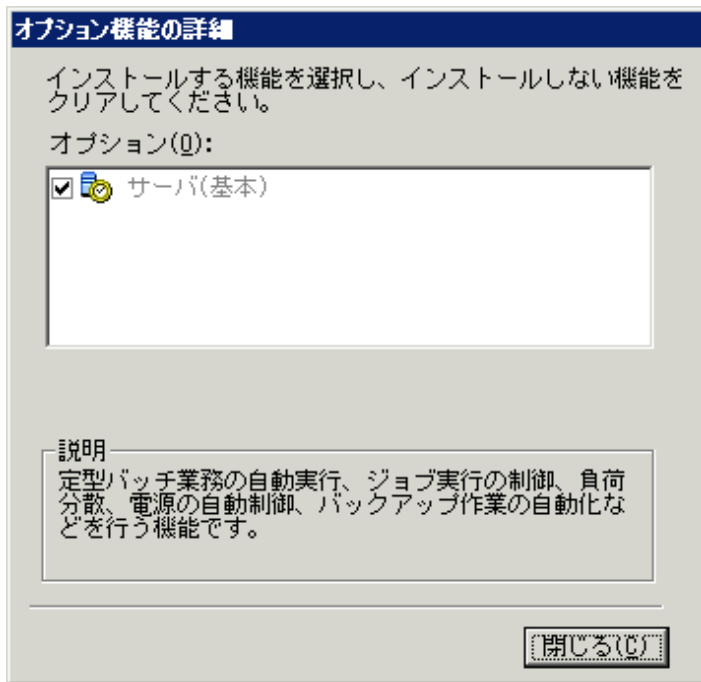 オプション機能の詳細
インストールする機能を選択し、インストールしない機能を
クリアしてください。
オプション(O):
サーバ(基本)
説明
定型バッチ業務の自動実行、ジョブ実行の制御、負荷
分散、電源の自動制御、バックアップ作業の自動化な
どを行う機能です。
閉じる(C)